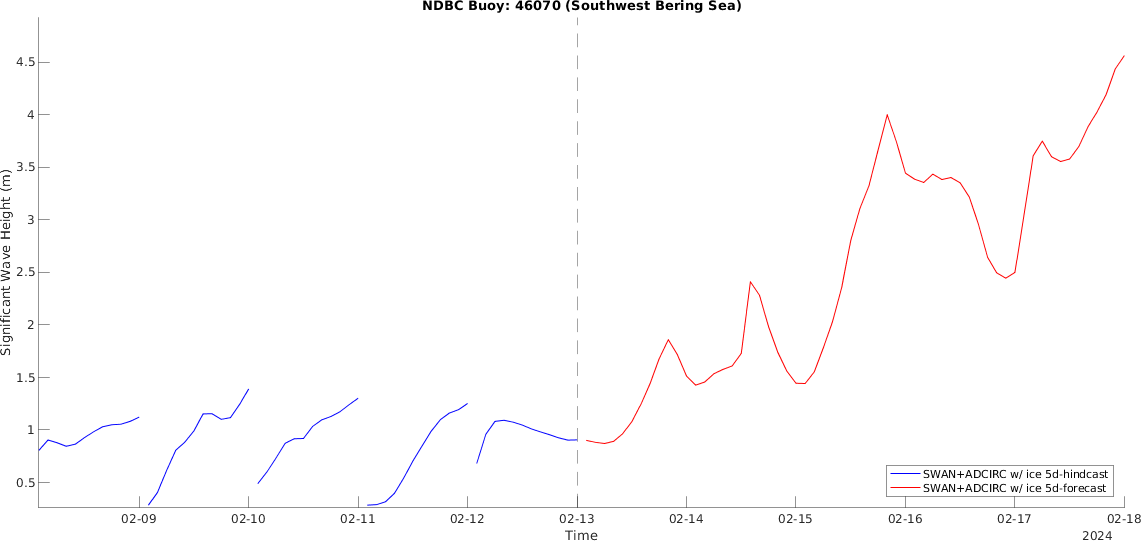 NDBC Buoy: 46070 (Southwest Bering Sea)
Significant Wave Height (m)
4.5
4
3.5
3
2.5
2
1.5
1
0.5
SWAN+ADCIRC w/ ice 5d-hindcast
SWAN+ADCIRC w/ ice 5d-forecast
02-09 02-10 02-11 02-12 02-13 02-14 02-15 02-16 02-17 02-18
Time
2024